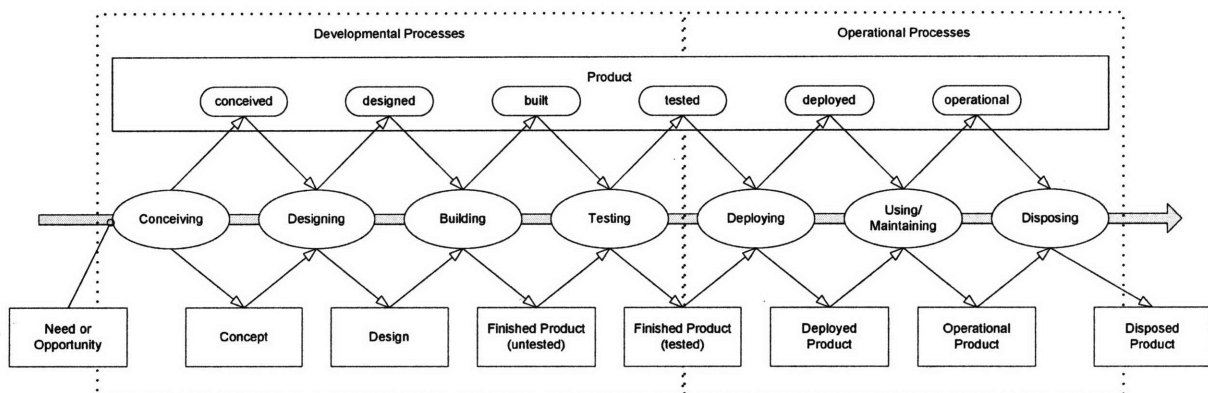 Developmental Processes
Operational Processes
Product
conceived
designed
built
tested
deployed
operational
Conceiving
Designing
Building
Testing
Deploying
Using/
Maintaining
Disposing
Need or
Opportunity
Concept
Design
Finished Product
(untested)
Finished Product
(tested)
Deployed
Product
Operational
Product
Disposed
Product